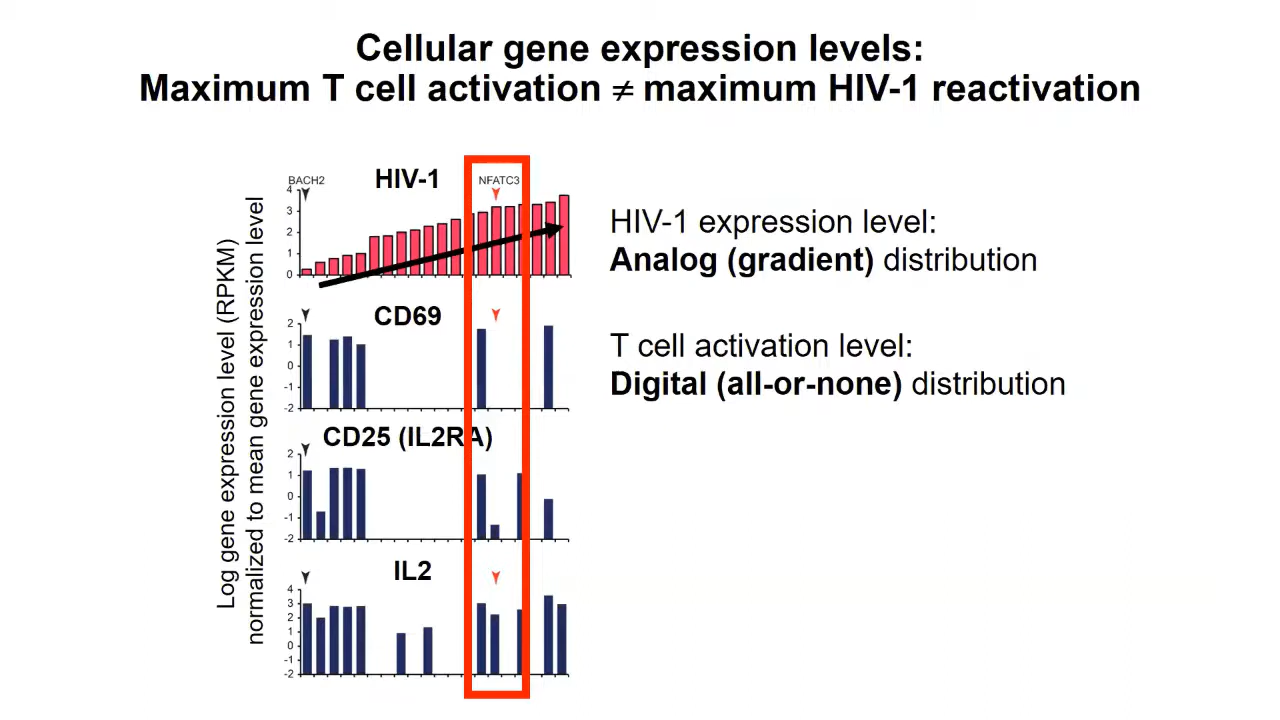 Cellular gene expression levels:
Maximum T cell activation ≠ maximum HIV-1 reactivation
Log gene expression level (RPKM)
normalized to mean gene expression level
BACH2
HIV-1
NFATC3
4
3
2
1
0
CD69
2
1
0
-1
-2
CD25 (IL2RA)
2
1
0
-1
-2
IL2
4
3
2
1
0
-1
-2
HIV-1 expression level:
Analog (gradient) distribution
T cell activation level:
Digital (all-or-none) distribution